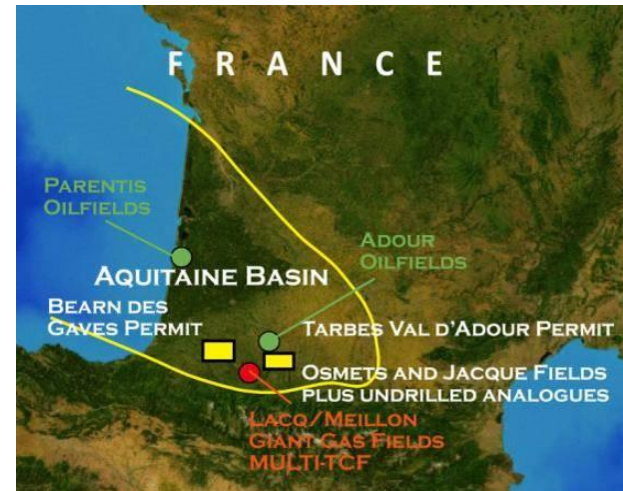 FRANCE
PARENTIS
OILFIELDS
ADOUR
OILFIELDS
AQUITAINE BASIN
BEARN DES
GAVES PERMIT
TARBES VAL D'ADOUR PERMIT
OSMETS AND JACQUE FIELDS
PLUS UNDRILLED ANALOGUES
LACQ/MEILLON
GIANT GAS FIELDS
MULTI-TCF